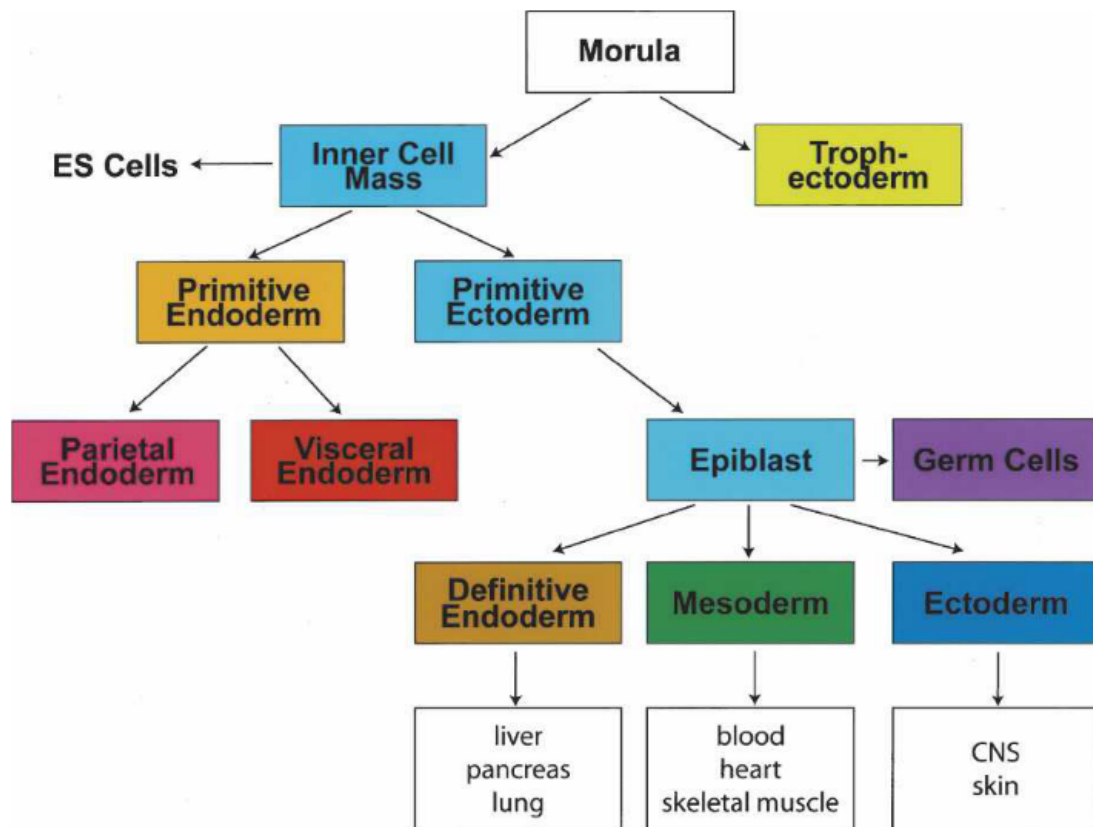 Morula
ES Cells
Inner Cell
Mass
Troph-
ectoderm
Primitive
Endoderm
Primitive
Ectoderm
Parietal
Endoderm
Visceral
Endoderm
Epiblast
Germ Cells
Definitive
Endoderm
Mesoderm
Ectoderm
liver
pancreas
lung
blood
heart
skeletal muscle
CNS
skin